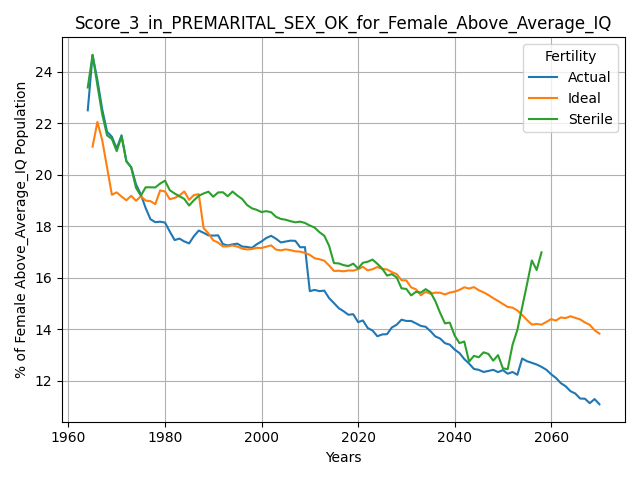 Score_3_in_PREMARITAL_SEX_OK_for_Female_Above_Average_IQ
% of Female Above_Average_IQ Population
24
22
20
18
16
14
12
Fertility
Actual
Ideal
Sterile
1960
1980
2000
2020
2040
2060
Years